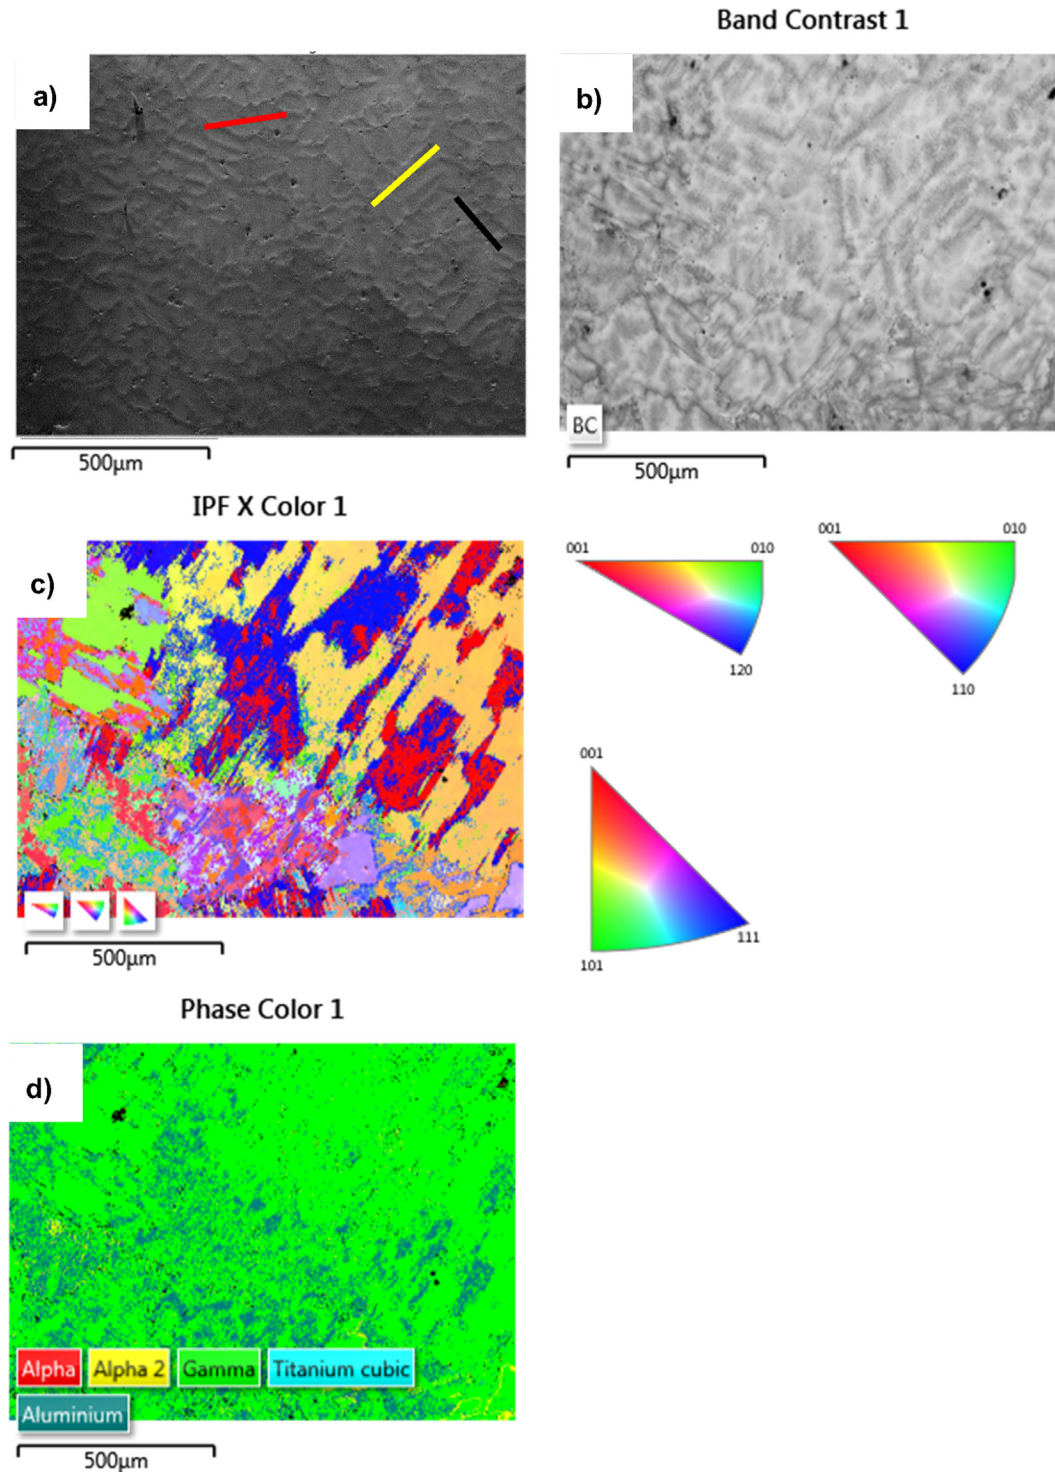 Band Contrast 1
a)
b)
BC
500µm
500µm
IPF X Color 1
c)
500µm
001
010
120
001
010
110
001
101
111
Phase Color 1
d)
Alpha
Alpha 2
Gamma
Titanium cubic
Aluminium
500µm